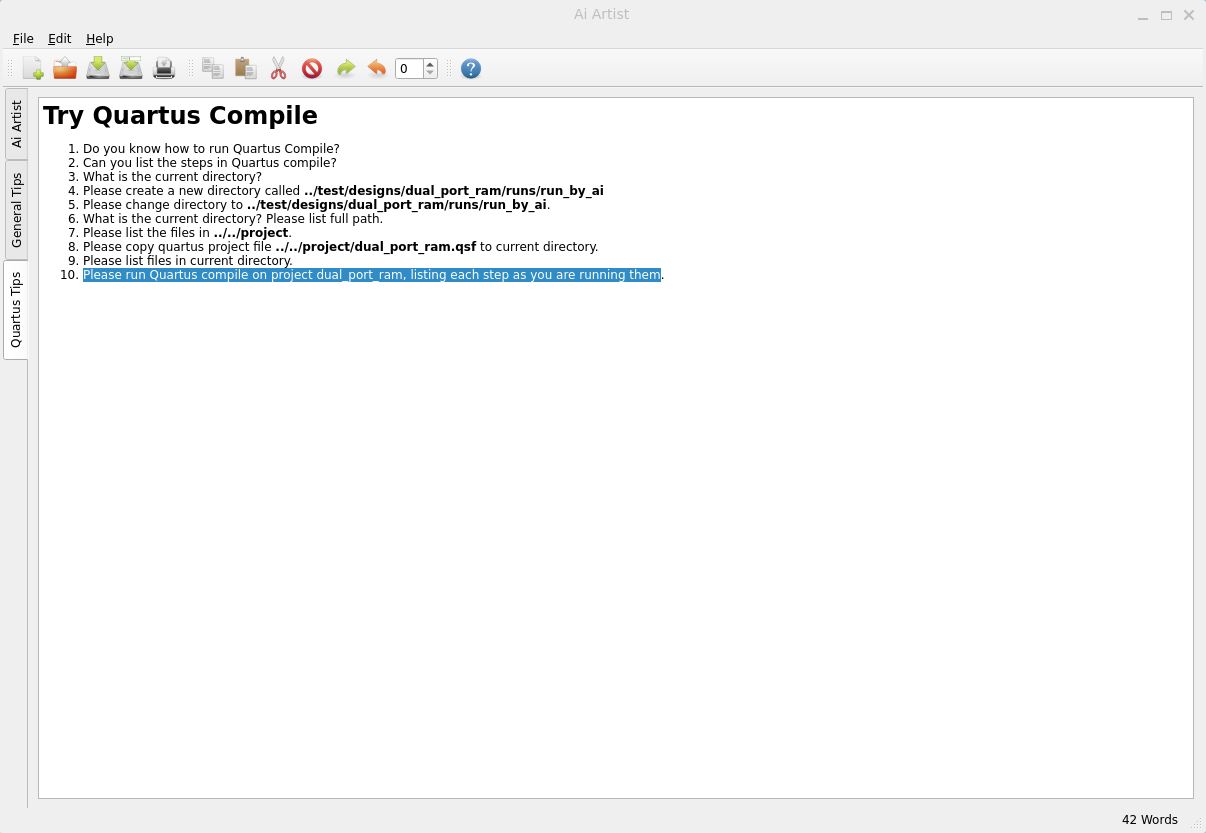 Ai Artist
File Edit Help
0
Ai Artist
General Tips
Quartus Tips
Try Quartus Compile
1. Do you know how to run Quartus Compile?
2. Can you list the steps in Quartus compile?
3. What is the current directory?
4. Please create a new directory called ../test/designs/dual_port_ram/runs/run_by_ai
5. Please change directory to ../test/designs/dual_port_ram/runs/run_by_ai.
6. What is the current directory? Please list full path.
7. Please list the files in ../../project.
8. Please copy quartus project file ../../project/dual_port_ram.qsf to current directory.
9. Please list files in current directory.
10. Please run Quartus compile on project dual_port_ram, listing each step as you are running them.
42 Words